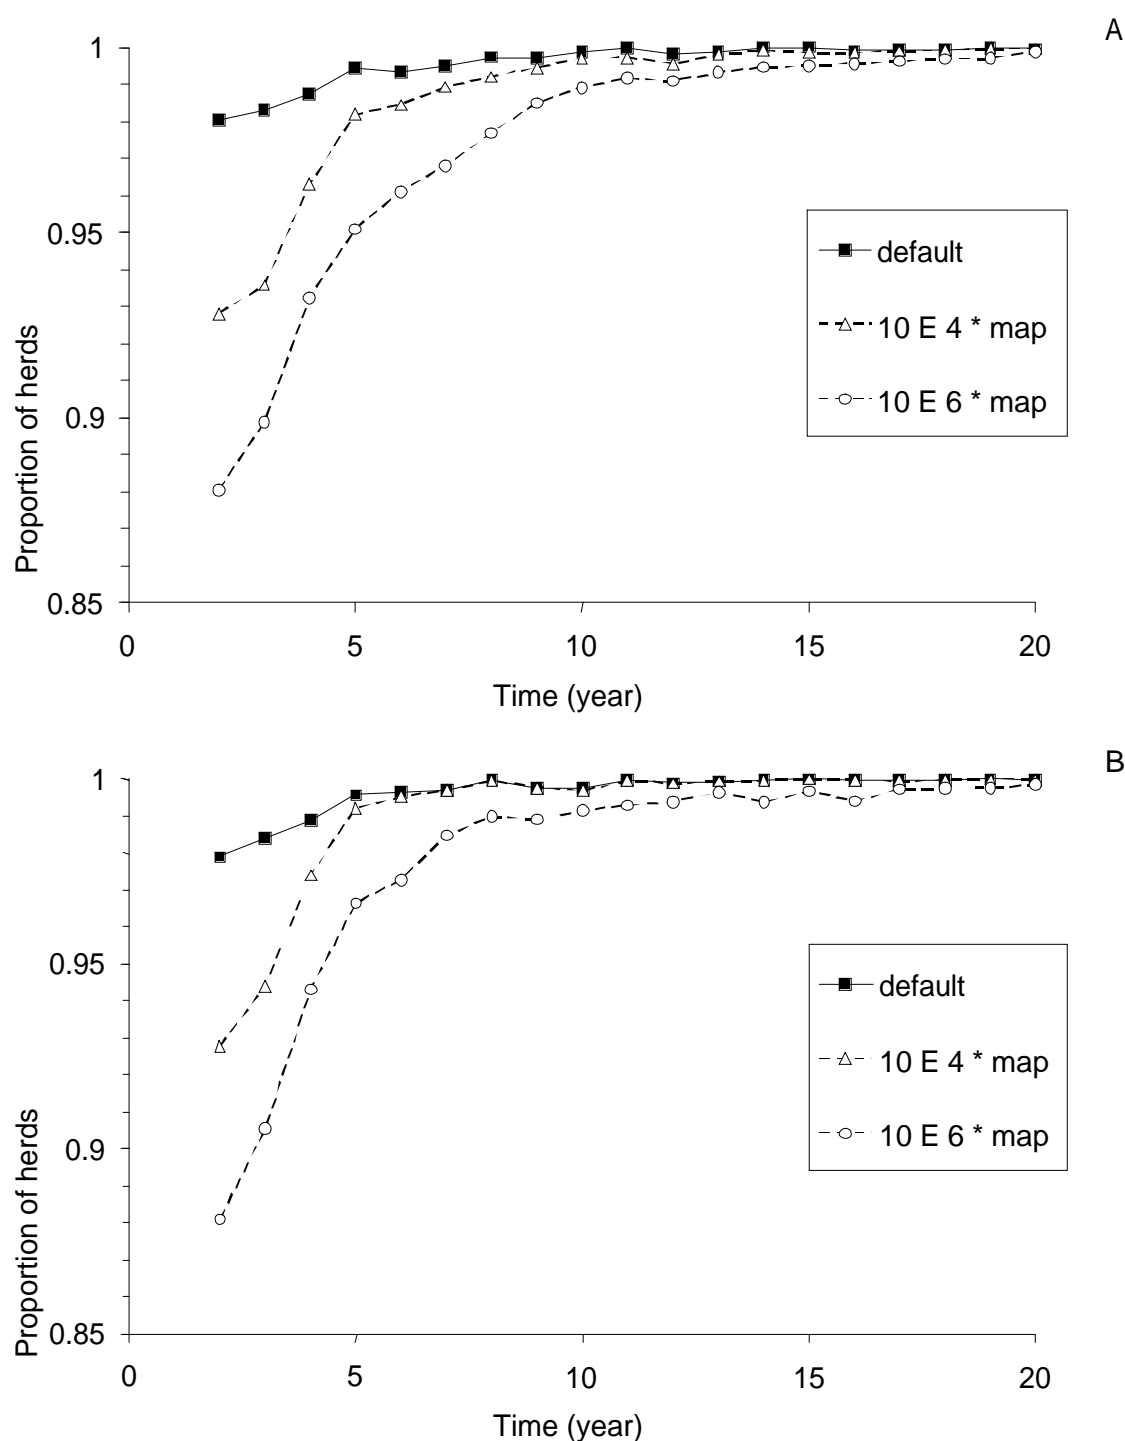 A
1
0.95
0.9
0.85
Proportion of herds
default
10 E 4 * map
10 E 6 * map
0 5 10 15 20
Time (year)
B
1
0.95
0.9
0.85
Proportion of herds
default
10 E 4 * map
10 E 6 * map
0 5 10 15 20
Time (year)